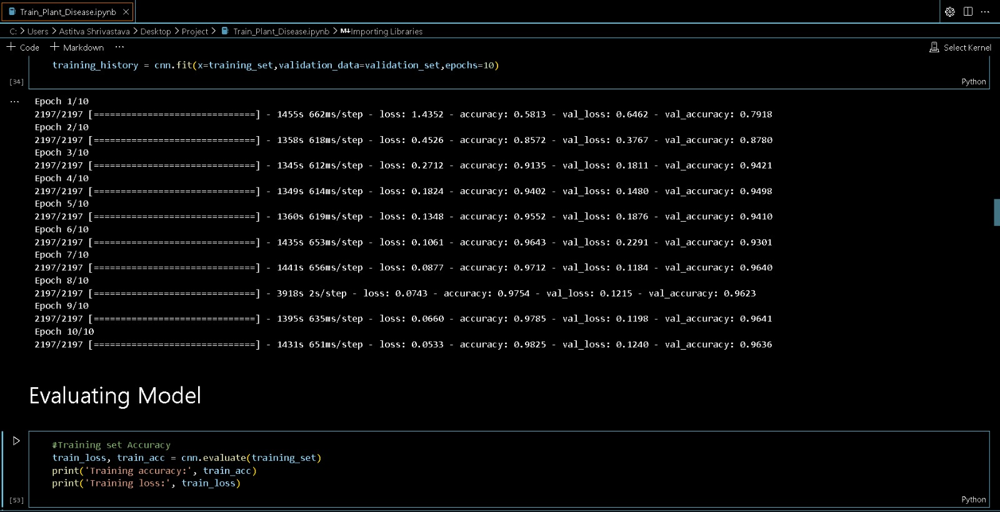 Train_Plant_Disease.ipynb
C: > Users > Astitva Shrivastava > Desktop > Project > Train_Plant_Disease.ipynb > M↓Importing Libraries
+ Code + Markdown ...
Select Kernel
training_history = cnn.fit(x=training_set,validation_data=validation_set,epochs=10)
[34]
Python
...
Epoch 1/10
2197/2197 [==============================] - 1455s 662ms/step - loss: 1.4352 - accuracy: 0.5813 - val_loss: 0.6462 - val_accuracy: 0.7918
Epoch 2/10
2197/2197 [==============================] - 1358s 618ms/step - loss: 0.4526 - accuracy: 0.8572 - val_loss: 0.3767 - val_accuracy: 0.8780
Epoch 3/10
2197/2197 [==============================] - 1345s 612ms/step - loss: 0.2712 - accuracy: 0.9135 - val_loss: 0.1811 - val_accuracy: 0.9421
Epoch 4/10
2197/2197 [==============================] - 1349s 614ms/step - loss: 0.1824 - accuracy: 0.9402 - val_loss: 0.1480 - val_accuracy: 0.9498
Epoch 5/10
2197/2197 [==============================] - 1360s 619ms/step - loss: 0.1348 - accuracy: 0.9552 - val_loss: 0.1876 - val_accuracy: 0.9410
Epoch 6/10
2197/2197 [==============================] - 1435s 653ms/step - loss: 0.1061 - accuracy: 0.9643 - val_loss: 0.2291 - val_accuracy: 0.9301
Epoch 7/10
2197/2197 [==============================] - 1441s 656ms/step - loss: 0.0877 - accuracy: 0.9712 - val_loss: 0.1184 - val_accuracy: 0.9640
Epoch 8/10
2197/2197 [==============================] - 3918s 2s/step - loss: 0.0743 - accuracy: 0.9754 - val_loss: 0.1215 - val_accuracy: 0.9623
Epoch 9/10
2197/2197 [==============================] - 1395s 635ms/step - loss: 0.0660 - accuracy: 0.9785 - val_loss: 0.1198 - val_accuracy: 0.9641
Epoch 10/10
2197/2197 [==============================] - 1431s 651ms/step - loss: 0.0533 - accuracy: 0.9825 - val_loss: 0.1240 - val_accuracy: 0.9636
Evaluating Model
#Training set Accuracy
train_loss, train_acc = cnn.evaluate(training_set)
print('Training accuracy:', train_acc)
print('Training loss:', train_loss)
[53]
Python